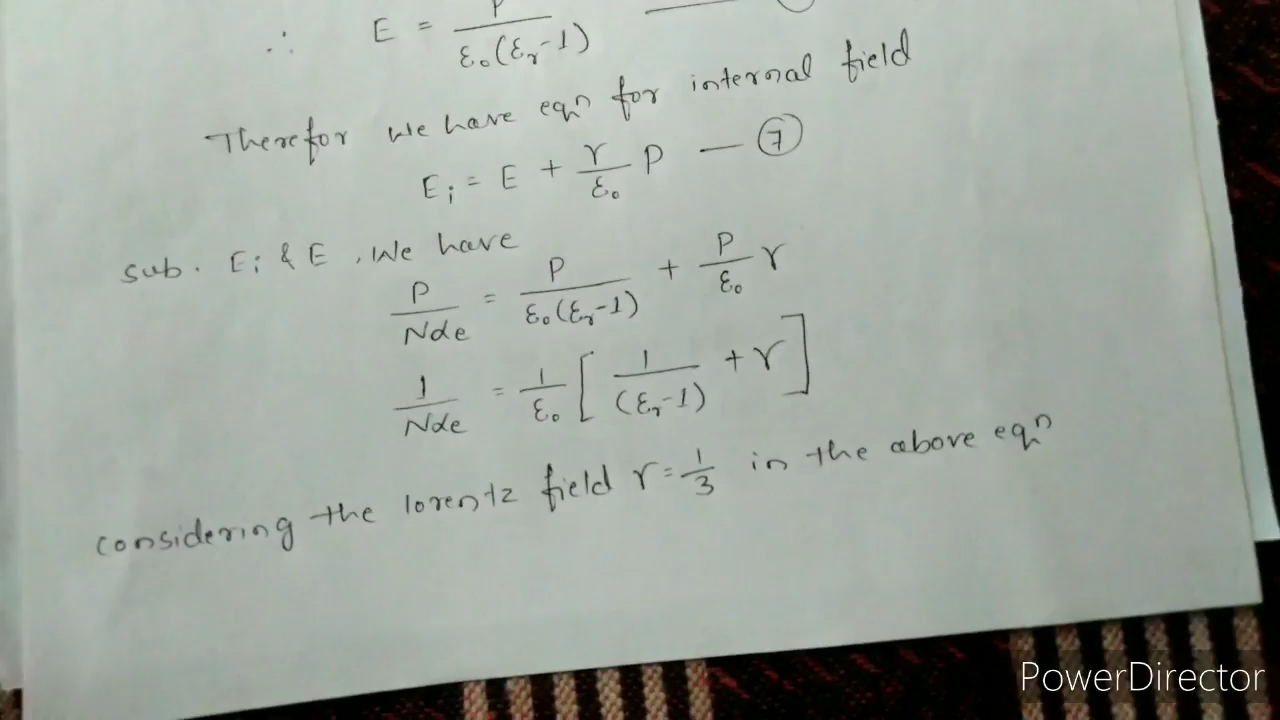 ∴ E = P / ε₀(εᵣ-1)
Therefor We have eqn for internal field
Eᵢ = E + γ/ε₀ P — ⑦
sub. Eᵢ & E , We have
P/Nαe = P/ε₀(εᵣ-1) + P/ε₀ γ
1/Nαe = 1/ε₀ [ 1/(εᵣ-1) + γ ]
considering the lorentz field γ = 1/3 in the above eqn
PowerDirector